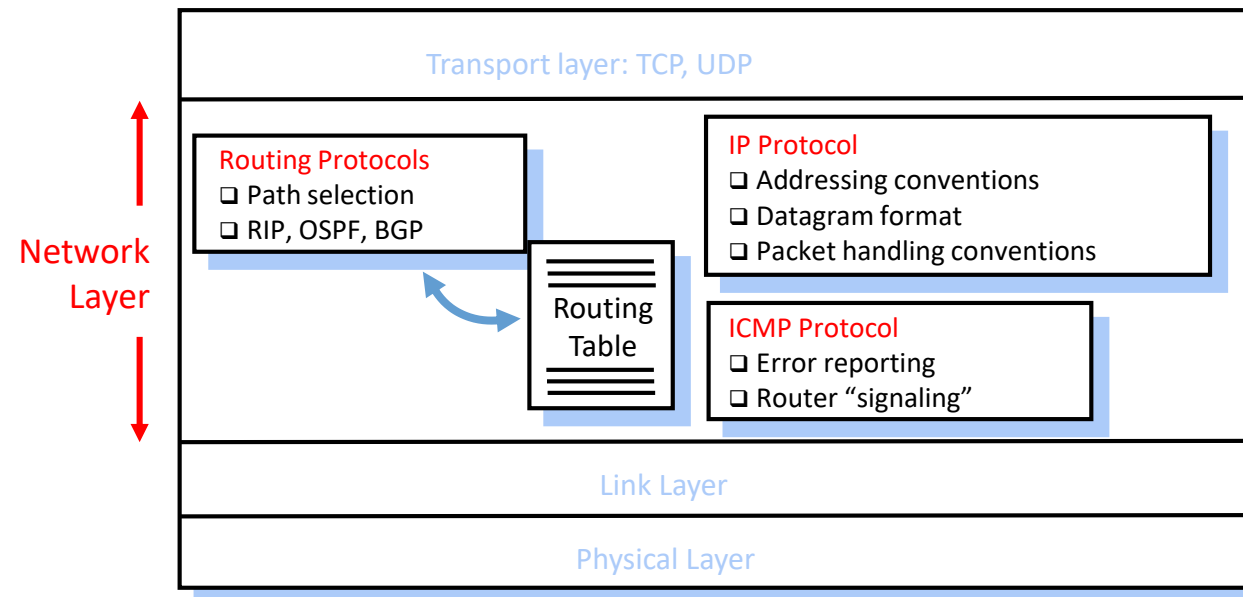 Transport layer: TCP, UDP
Network
Layer
Routing Protocols
❑ Path selection
❑ RIP, OSPF, BGP
Routing
Table
IP Protocol
❑ Addressing conventions
❑ Datagram format
❑ Packet handling conventions
ICMP Protocol
❑ Error reporting
❑ Router “signaling”
Link Layer
Physical Layer